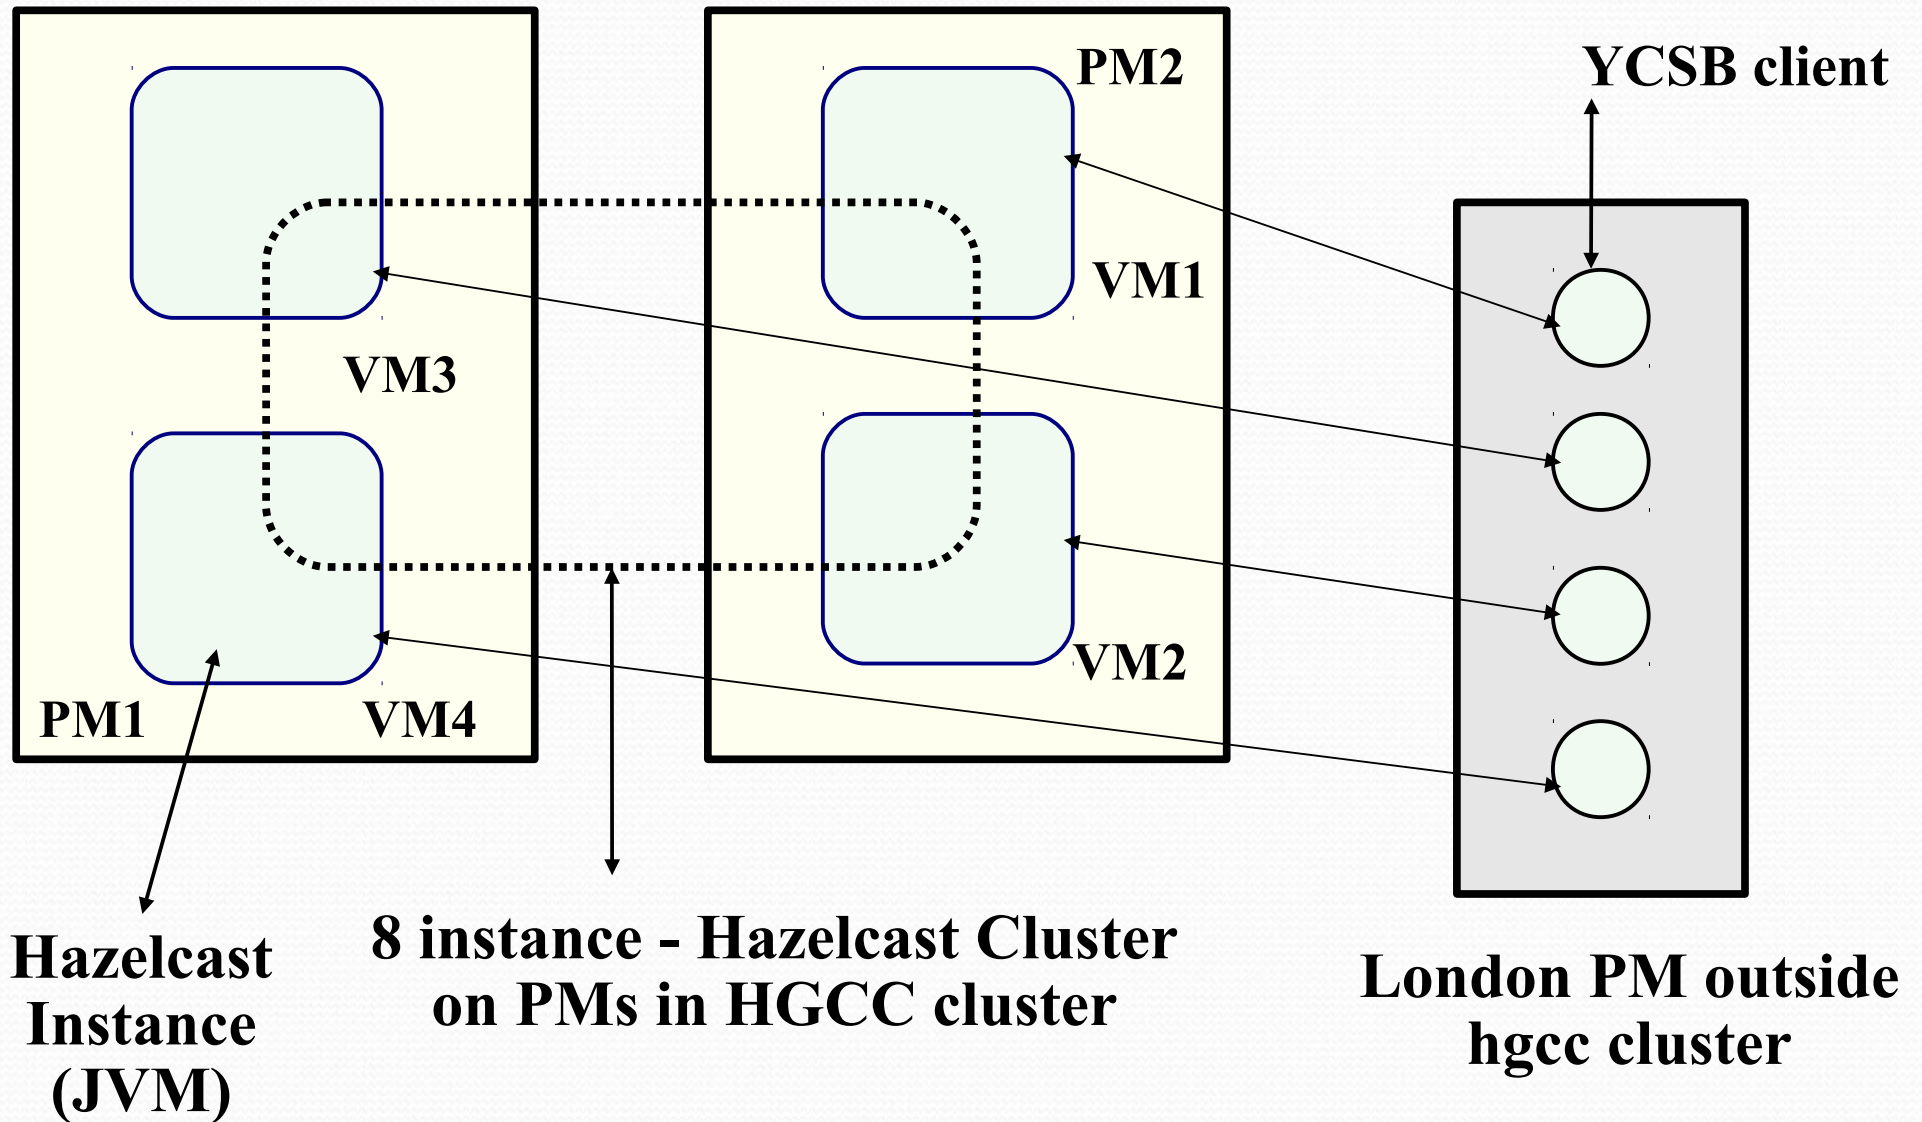 PM2
YCSB client
VM1
VM3
VM2
PM1
VM4
Hazelcast
Instance
(JVM)
8 instance - Hazelcast Cluster
on PMs in HGCC cluster
London PM outside
hgcc cluster